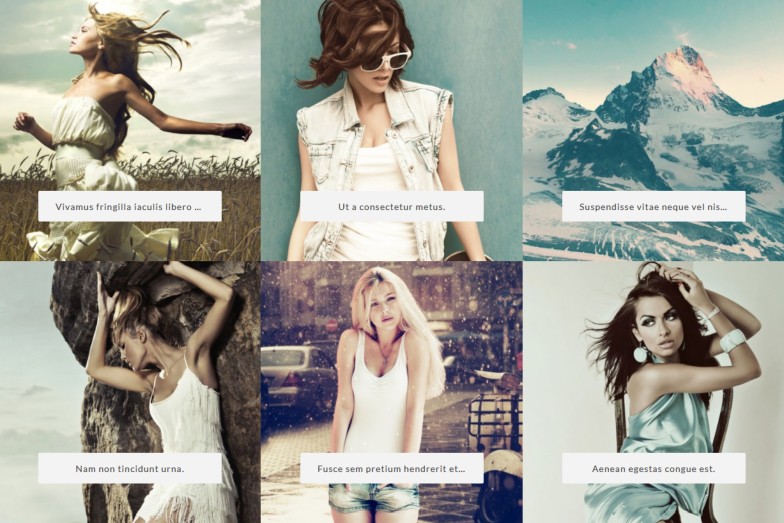 Vivamus fringilla iaculis libero ...
Ut a consectetur metus.
Suspendisse vitae neque vel nis...
Nam non tincidunt urna.
Fusce sem pretium hendrerit et...
Aenean egestas congue est.